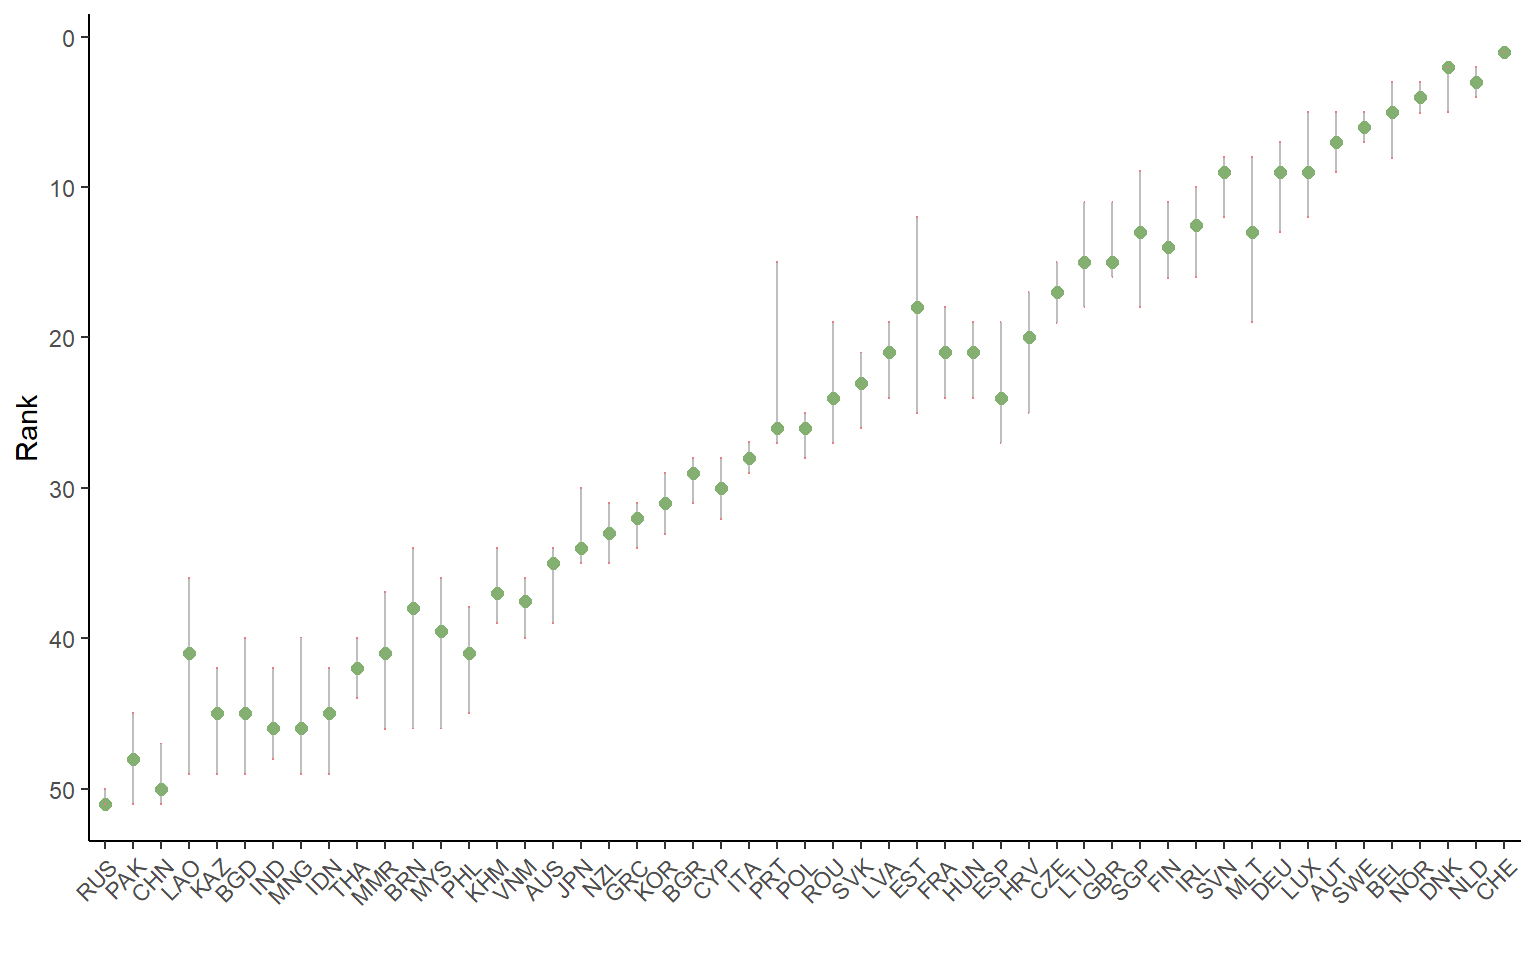 0
10
20
30
40
50
Rank
RUS
PAK
CHN
LAO
KAZ
BGD
IND
MNG
IDN
THA
MMR
BRN
MYS
PHL
KHM
VNM
AUS
JPN
NZL
GRC
KOR
BGR
CYP
ITA
PRT
POL
ROU
SVK
LVA
EST
FRA
HUN
ESP
HRV
CZE
LTU
GBR
SGP
FIN
IRL
SVN
MLT
DEU
LUX
AUT
SWE
BEL
NOR
DNK
NLD
CHE